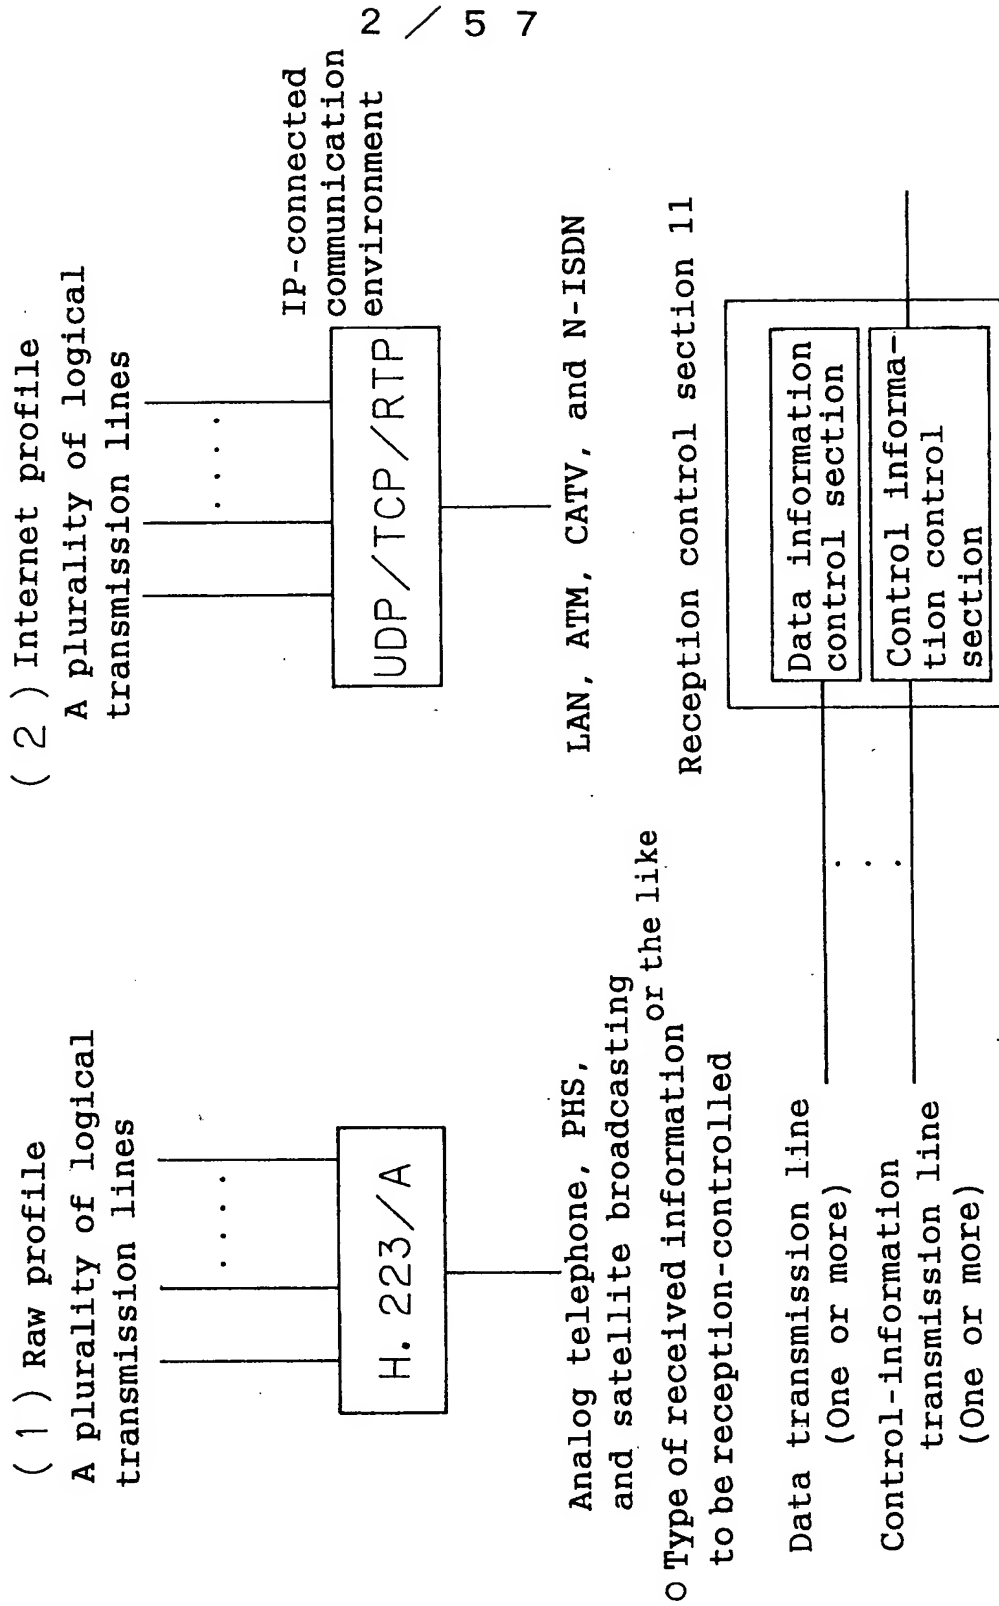 2 / 5 7
( 1 ) Raw profile
A plurality of logical
transmission lines
. . . .
H. 223/A
Analog telephone, PHS,
and satellite broadcasting
or the like
( 2 ) Internet profile
A plurality of logical
transmission lines
. . . .
IP-connected
communication
environment
UDP/TCP/RTP
LAN, ATM, CATV, and N-ISDN
O Type of received information
to be reception-controlled
Reception control section 11
Data transmission line
(One or more)
. . .
Control-information
transmission line
(One or more)
Data information
control section
Control informa-
tion control
section